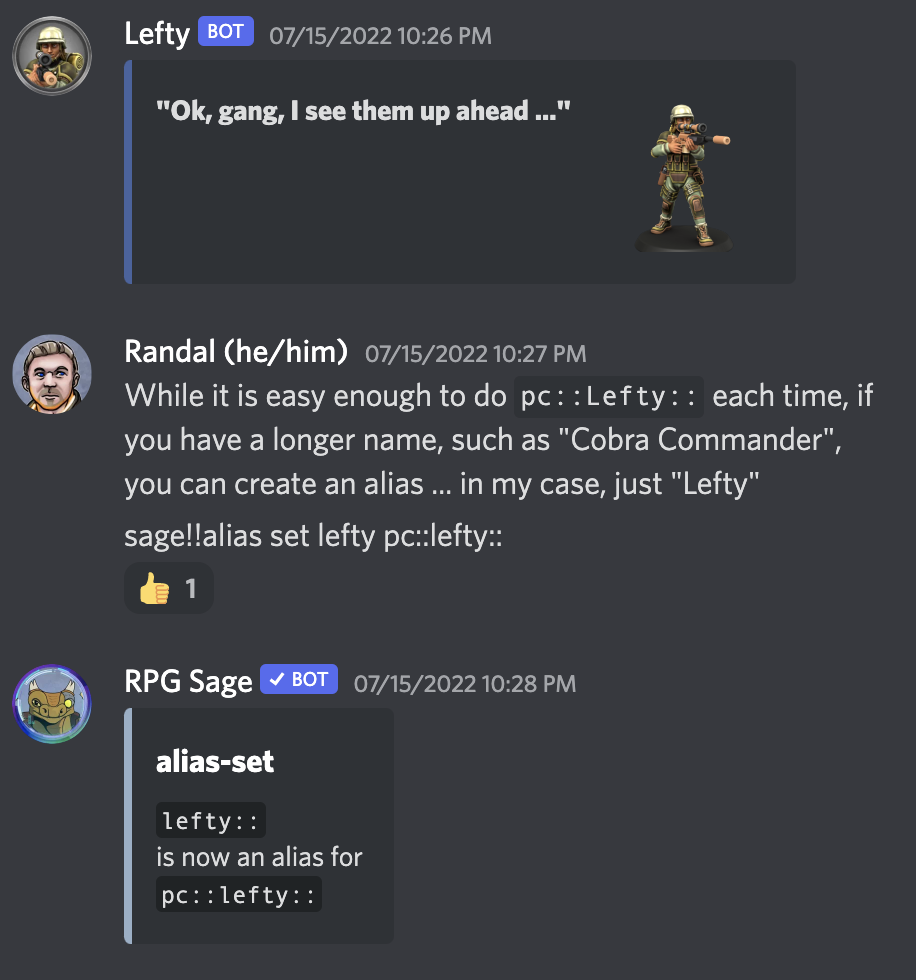 Lefty BOT 07/15/2022 10:26 PM
"Ok, gang, I see them up ahead ..."
Randal (he/him) 07/15/2022 10:27 PM
While it is easy enough to do pc::Lefty:: each time, if
you have a longer name, such as "Cobra Commander",
you can create an alias ... in my case, just "Lefty"
sage!!alias set lefty pc::lefty::
1
RPG Sage ✓ BOT 07/15/2022 10:28 PM
alias-set
lefty::
is now an alias for
pc::lefty::